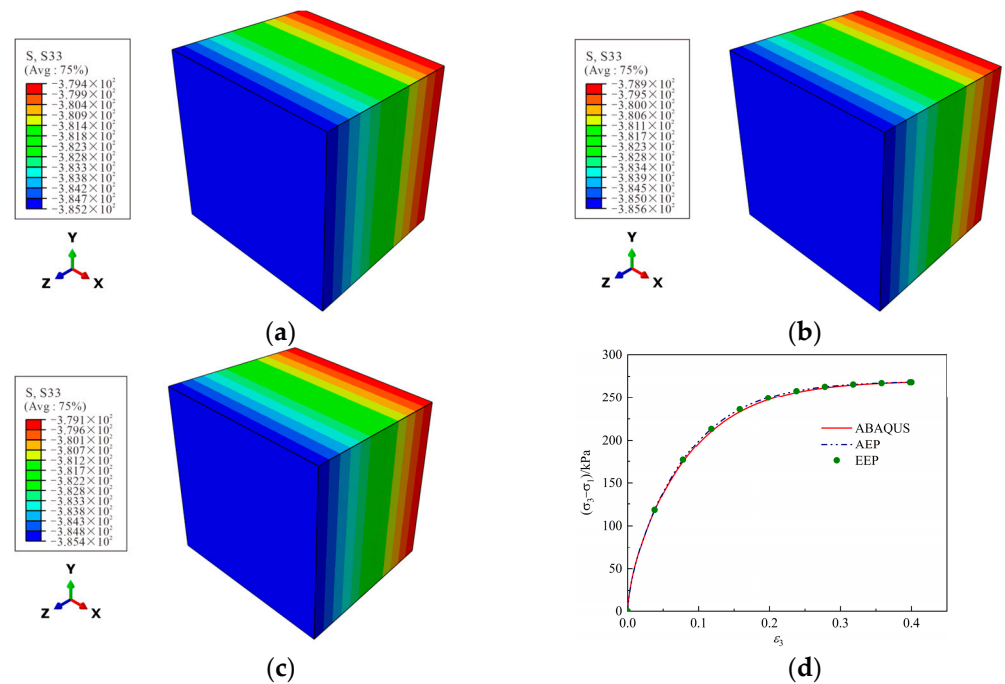 S, S33
(Avg : 75%)
−3.794×10²
−3.799×10²
−3.804×10²
−3.809×10²
−3.814×10²
−3.818×10²
−3.823×10²
−3.828×10²
−3.833×10²
−3.838×10²
−3.842×10²
−3.847×10²
−3.852×10²
Y
Z X
(a)
S, S33
(Avg : 75%)
−3.789×10²
−3.795×10²
−3.800×10²
−3.806×10²
−3.811×10²
−3.817×10²
−3.823×10²
−3.828×10²
−3.834×10²
−3.839×10²
−3.845×10²
−3.850×10²
−3.856×10²
Y
Z X
(b)
S, S33
(Avg : 75%)
−3.791×10²
−3.796×10²
−3.801×10²
−3.807×10²
−3.812×10²
−3.817×10²
−3.822×10²
−3.828×10²
−3.833×10²
−3.838×10²
−3.843×10²
−3.848×10²
−3.854×10²
Y
Z X
(c)
300
250
200
150
100
50
0
(σ₃−σ₁)/kPa
ABAQUS
AEP
EEP
0.0 0.1 0.2 0.3 0.4
ε₃
(d)